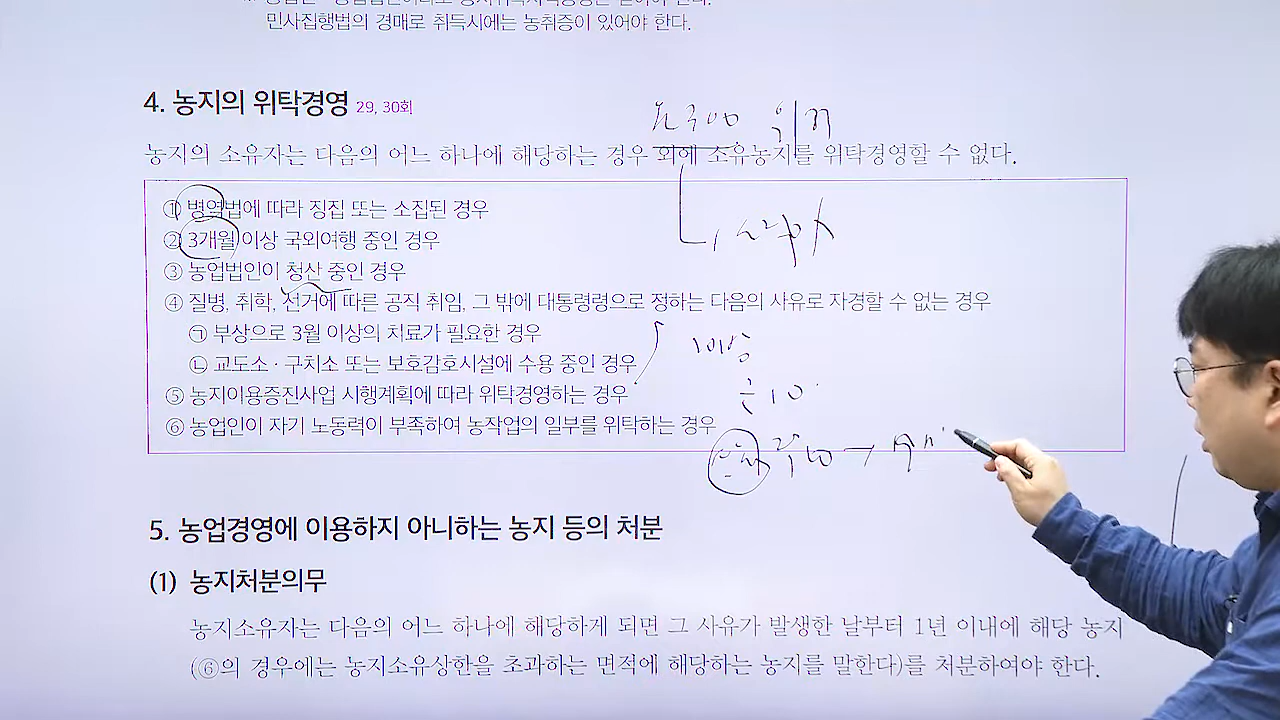 민사집행법의 경매로 취득시에는 농취증이 있어야 한다.
4. 농지의 위탁경영 29, 30회
농지의 소유자는 다음의 어느 하나에 해당하는 경우 외에 소유농지를 위탁경영할 수 없다.
① 병역법에 따라 징집 또는 소집된 경우
② 3개월 이상 국외여행 중인 경우
③ 농업법인이 청산 중인 경우
④ 질병, 취학, 선거에 따른 공직 취임, 그 밖에 대통령령으로 정하는 다음의 사유로 자경할 수 없는 경우
㉠ 부상으로 3월 이상의 치료가 필요한 경우
㉡ 교도소 · 구치소 또는 보호감호시설에 수용 중인 경우
⑤ 농지이용증진사업 시행계획에 따라 위탁경영하는 경우
⑥ 농업인이 자기 노동력이 부족하여 농작업의 일부를 위탁하는 경우
5. 농업경영에 이용하지 아니하는 농지 등의 처분
(1) 농지처분의무
농지소유자는 다음의 어느 하나에 해당하게 되면 그 사유가 발생한 날부터 1년 이내에 해당 농지
(⑥의 경우에는 농지소유상한을 초과하는 면적에 해당하는 농지를 말한다)를 처분하여야 한다.